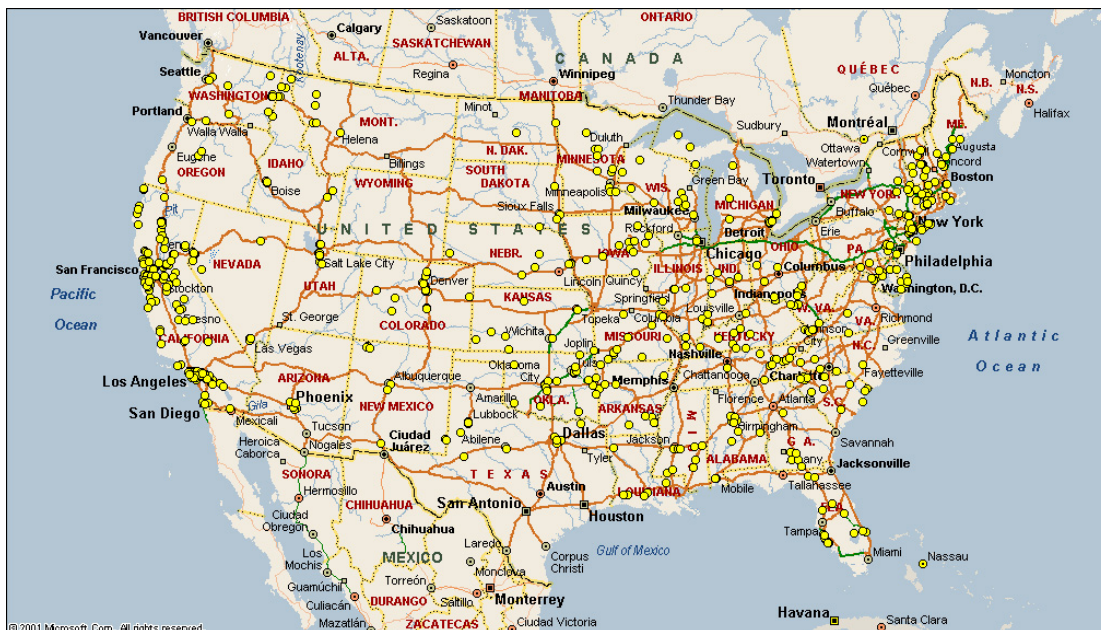 BRITISH COLUMBIA
ONTARIO
Saskatoon
Calgary
Vancouver
SASKATCHEWAN
Kootenay
ALTA.
C A N A D A
Regina
Winnipeg
QUÉBEC
N.B.
Moncton
N.S.
Seattle
WASHINGTON
MANITOBA
Thunder Bay
Québec
Halifax
Portland
Minot
Sudbury
Montréal
ME.
Walla Walla
MONT.
Helena
Duluth
Ottawa
Augusta
Watertown
Eugene
N. DAK.
MINNESOTA
Billings
IDAHO
OREGON
SOUTH
DAKOTA
WIS.
Green Bay
Toronto
Boston
Boise
WYOMING
Minneapolis
NEW YORK
MICHIGAN
Pit
Sioux Falls
Milwaukee
Buffalo
Rockford
Detroit
Erie
New York
U N I T E D S T A T E S
NEBR.
IOWA
Chicago
OHIO
PA.
Philadelphia
San Francisco
NEVADA
Salt Lake City
Lincoln
Quincy
ILLINOIS
IND.
Columbus
Washington, D.C.
Pacific
Stockton
UTAH
Denver
KANSAS
Springfield
Indianapolis
W. VA.
Ocean
St. George
COLORADO
Topeka
Columbia
Louisville
Richmond
VA.
CALIFORNIA
Wichita
MISSOURI
KENTUCKY
Greenville
Atlantic
Las Vegas
Joplin
Nashville
N.C.
Ocean
Oklahoma
City
Chattanooga
Charlotte
Fayetteville
Los Angeles
ARIZONA
Albuquerque
Amarillo
OKLA.
Memphis
Phoenix
NEW MEXICO
Lubbock
ARKANSAS
Florence
Atlanta
S.C.
San Diego
Gila
Mexicali
Tucson
Ciudad
Juárez
Abilene
Dallas
Jackson
Birmingham
Nogales
Heroica
Caborca
Tyler
ALABAMA
G A.
Savannah
SONORA
T E X A S
Jacksonville
Hermosillo
CHIHUAHUA
Austin
LOUISIANA
Mobile
Tallahassee
San Antonio
Houston
FLA.
Ciudad
Obregon
Chihuahua
Tampa
Laredo
Gulf of Mexico
Los
Mochis
MEXICO
Corpus
Christi
Miami
Nassau
Monclova
Guamúchil
Torreón
Culiacán
DURANGO
Saltillo
Monterrey
Havana
Mazatlán
ZACATECAS
Ciudad Victoria
Santa Clara
© 2001 Microsoft Corp. All rights reserved.